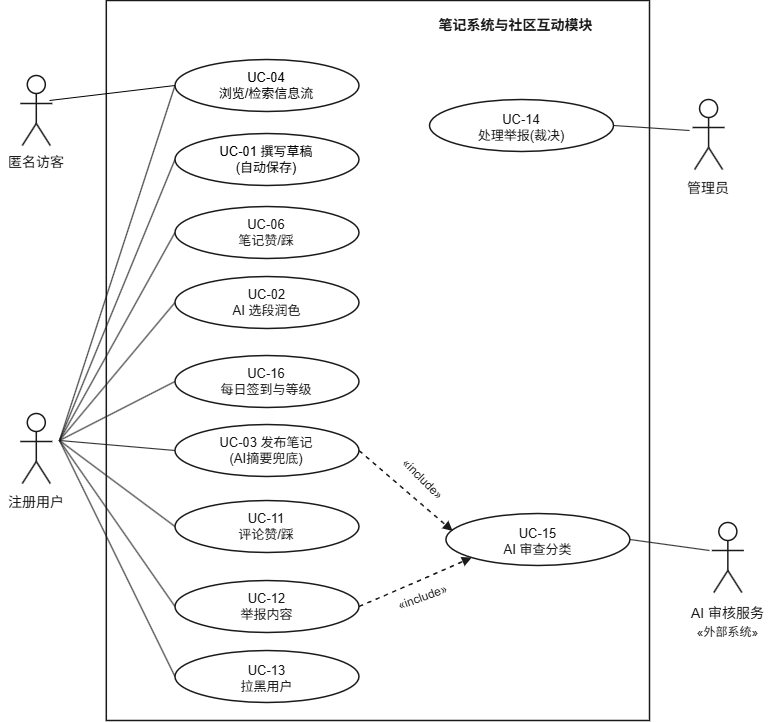 笔记系统与社区互动模块
UC-04
浏览/检索信息流
匿名访客
UC-14
处理举报(裁决)
管理员
UC-01 撰写草稿
(自动保存)
UC-06
笔记赞/踩
UC-02
AI 选段润色
UC-16
每日签到与等级
注册用户
UC-03 发布笔记
(AI摘要兜底)
«include»
UC-11
评论赞/踩
UC-15
AI 审查分类
UC-12
举报内容
«include»
AI 审核服务
«外部系统»
UC-13
拉黑用户